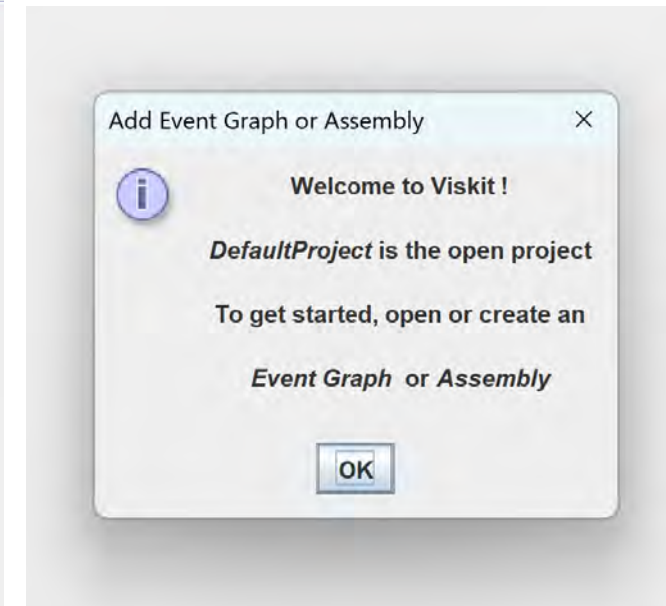 Add Event Graph or Assembly
Welcome to Viskit !
DefaultProject is the open project
To get started, open or create an
Event Graph or Assembly
OK